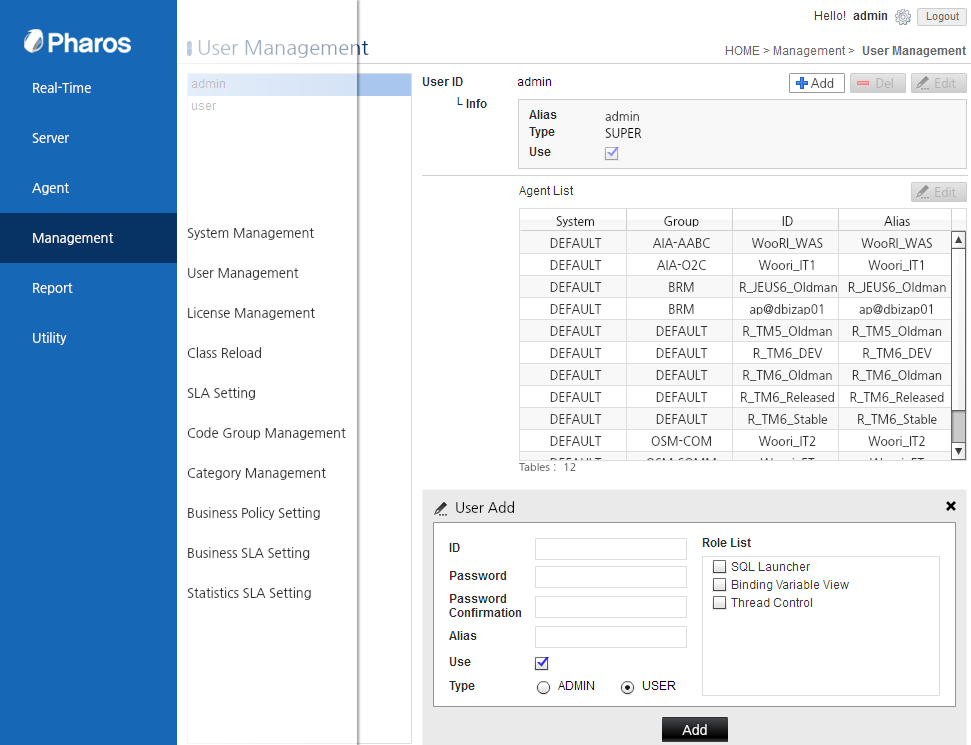 Hello! admin Logout
Pharos
User Management
HOME > Management > User Management
Real-Time
Server
Agent
Management
Report
Utility
admin
user
System Management
User Management
License Management
Class Reload
SLA Setting
Code Group Management
Category Management
Business Policy Setting
Business SLA Setting
Statistics SLA Setting
User ID admin Add Del Edit
Info
Alias admin
Type SUPER
Use
Agent List Edit
System Group ID Alias
DEFAULT AIA-AABC WooRI_WAS WooRI_WAS
DEFAULT AIA-O2C Woori_IT1 Woori_IT1
DEFAULT BRM R_JEUS6_Oldman R_JEUS6_Oldman
DEFAULT BRM ap@dbizap01 ap@dbizap01
DEFAULT DEFAULT R_TM5_Oldman R_TM5_Oldman
DEFAULT DEFAULT R_TM6_DEV R_TM6_DEV
DEFAULT DEFAULT R_TM6_Oldman R_TM6_Oldman
DEFAULT DEFAULT R_TM6_Released R_TM6_Released
DEFAULT DEFAULT R_TM6_Stable R_TM6_Stable
DEFAULT OSM-COM Woori_IT2 Woori_IT2
Tables : 12
User Add
ID
Password
Password
Confirmation
Alias
Use
Type ADMIN USER
Role List
SQL Launcher
Binding Variable View
Thread Control
Add